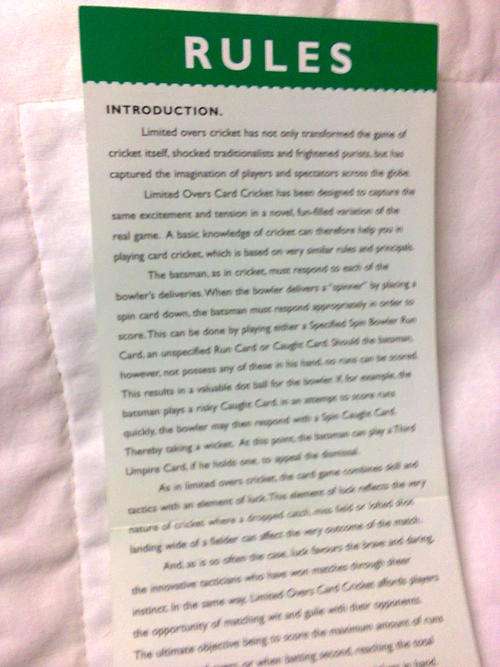 RULES
INTRODUCTION.
Limited overs cricket has not only transformed the game of
cricket itself, shocked traditionalists and frightened purists, but has
captured the imagination of players and spectators across the globe.
Limited Overs Card Cricket has been designed to capture the
same excitement and tension in a novel, fun-filled variation of the
real game. A basic knowledge of cricket can therefore help you in
playing card cricket, which is based on very similar rules and principals.
The batsman, as in cricket, must respond to each of the
bowler's deliveries. When the bowler delivers a "spinner" by placing a
spin card down, the batsman must respond appropriately in order to
score. This can be done by playing either a Specified Spin Bowler Run
Card, an unspecified Run Card or Caught Card. Should the batsman,
however, not possess any of these in his hand, no runs can be scored.
This results in a valuable dot ball for the bowler. If, for example, the
batsman plays a risky Caught Card, in an attempt to score runs
quickly, the bowler may then respond with a Spin Caught Card.
Thereby taking a wicket. At this point, the batsman can play a Third
Umpire Card, if he holds one, to appeal the dismissal.
As in limited overs cricket, the card game combines skill and
tactics with an element of luck. This element of luck reflects the very
nature of cricket where a dropped catch, miss field or lofted shot
landing wide of a fielder can affect the very outcome of the match.
And, as is so often the case, luck favours the brave and daring,
the innovative tacticians who have won matches through sheer
instinct. In the same way, Limited Overs Card Cricket affords players
the opportunity of matching wit and guile with their opponents.
The ultimate objective being to score the maximum amount of runs
overs, or when batting second, reaching the total
in hand.